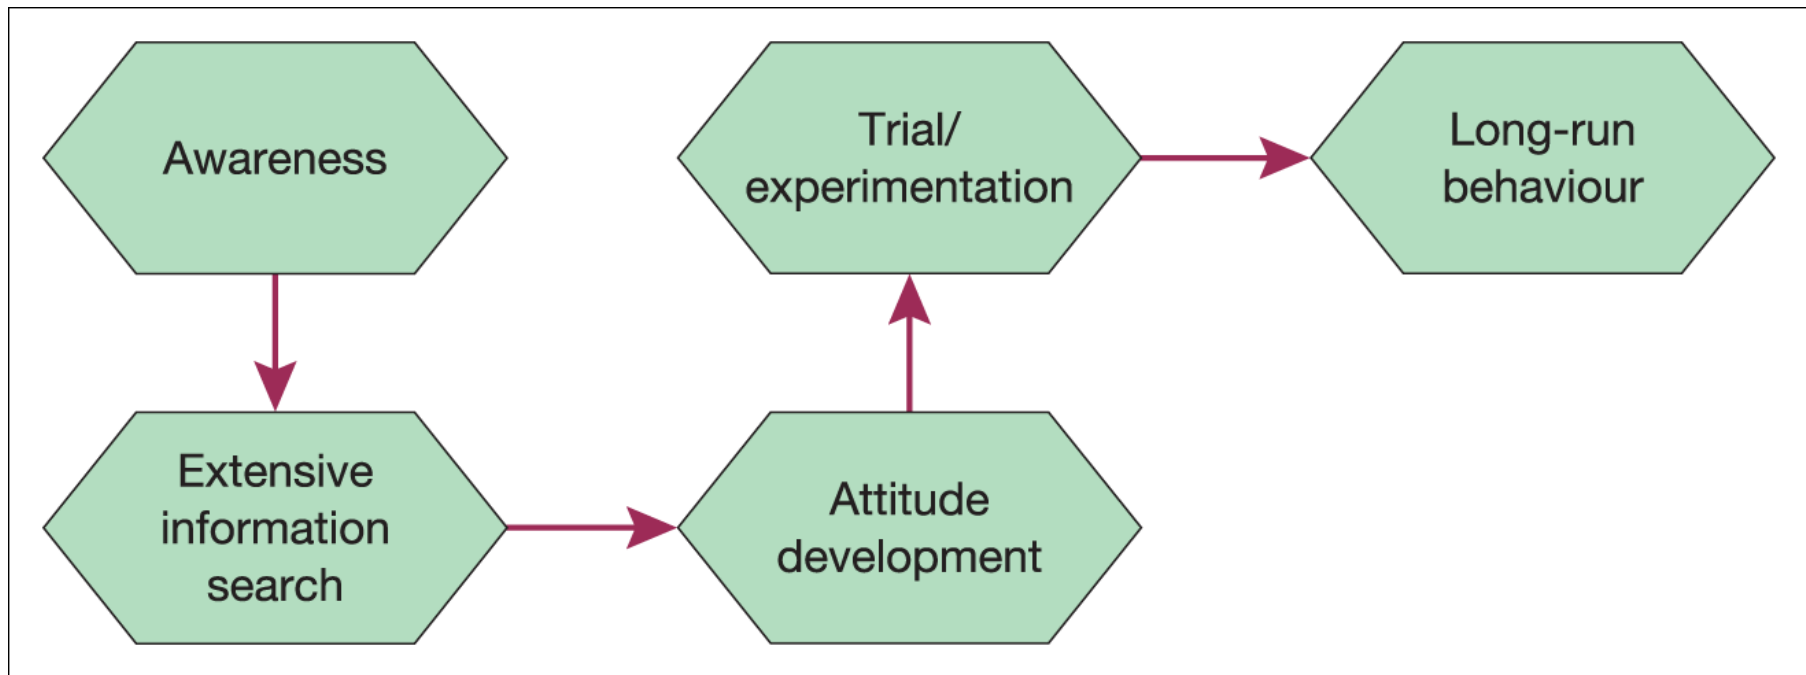 Awareness
Extensive
information
search
Attitude
development
Trial/
experimentation
Long-run
behaviour